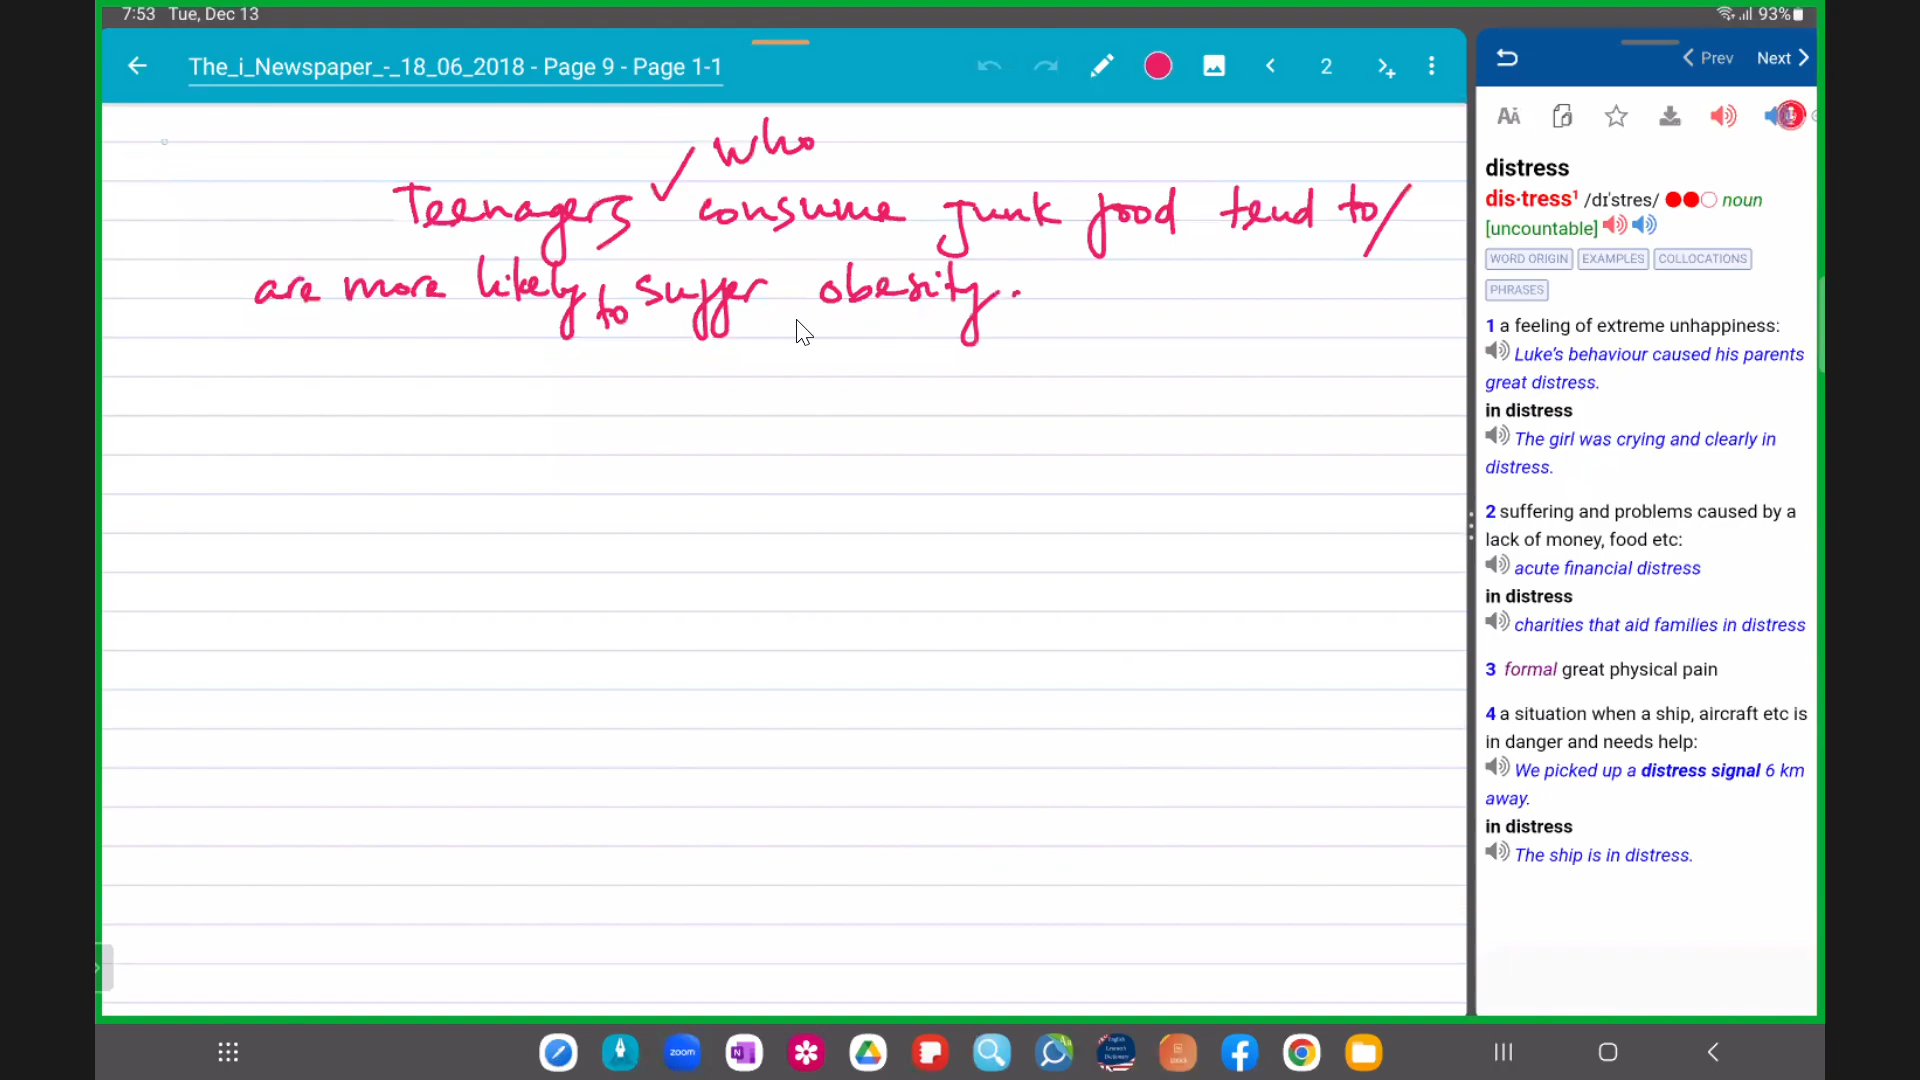 7:53 Tue, Dec 13
93%
The_i_Newspaper_-_18_06_2018 - Page 9 - Page 1-1
2
who
Teenagers ✓ consume junk food tend to/
are more likely to suffer obesity.
Prev Next
distress
dis·tress¹ /dɪˈstres/ noun
[uncountable]
WORD ORIGIN EXAMPLES COLLOCATIONS
PHRASES
1 a feeling of extreme unhappiness:
Luke's behaviour caused his parents
great distress.
in distress
The girl was crying and clearly in
distress.
2 suffering and problems caused by a
lack of money, food etc:
acute financial distress
in distress
charities that aid families in distress
3 formal great physical pain
4 a situation when a ship, aircraft etc is
in danger and needs help:
We picked up a distress signal 6 km
away.
in distress
The ship is in distress.
zoom